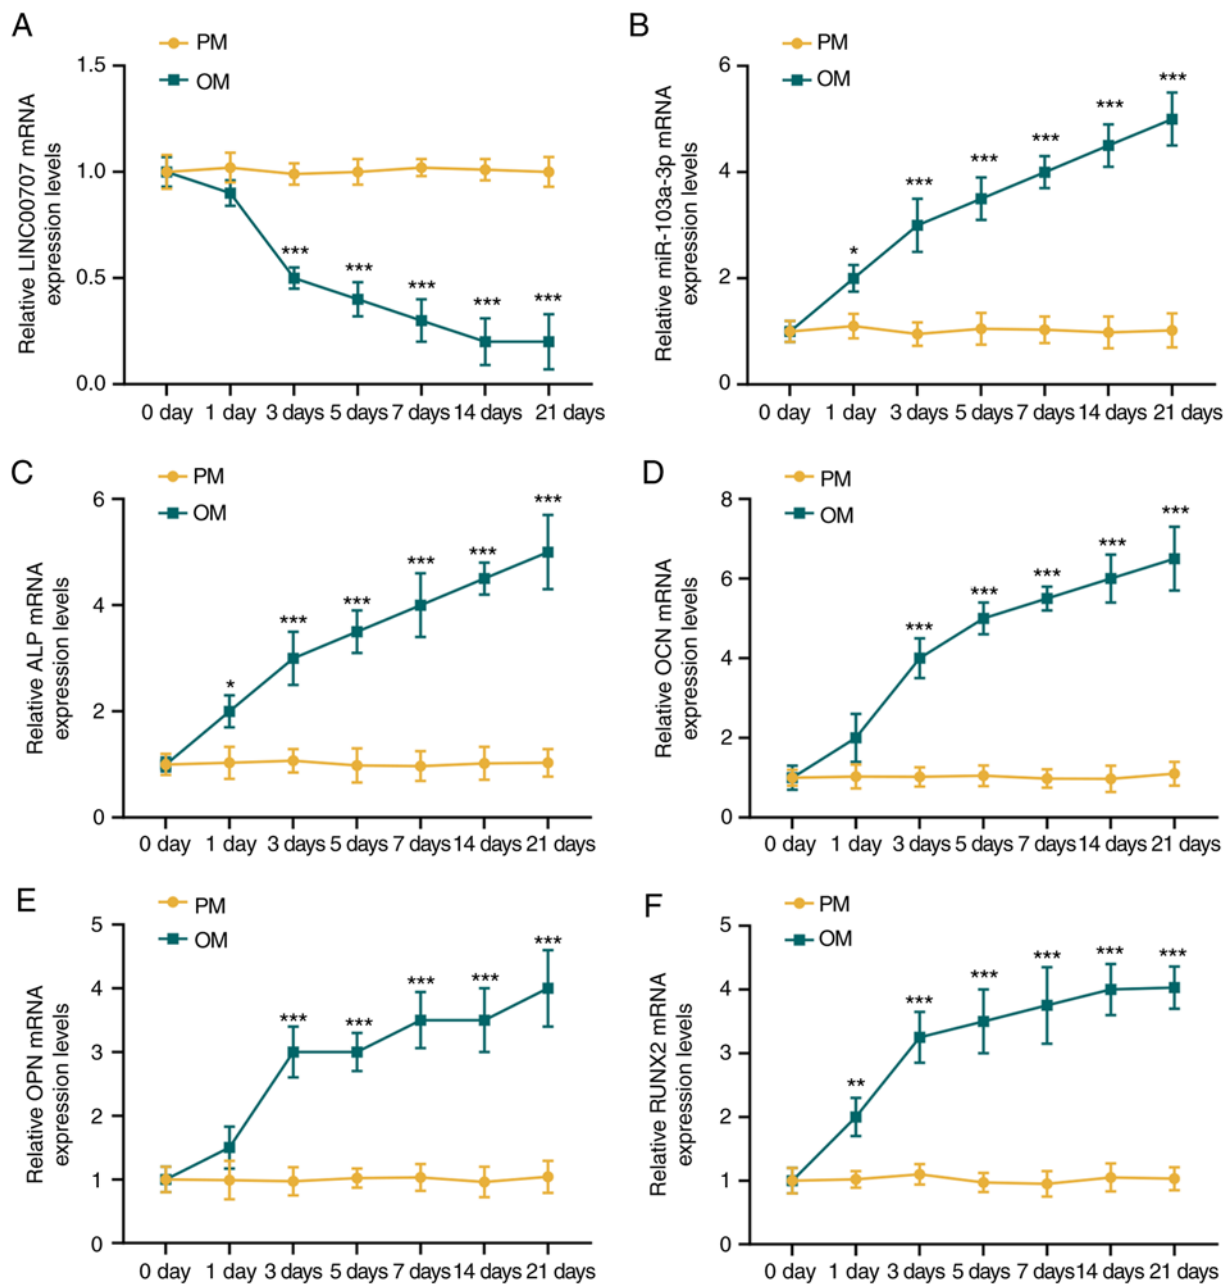 A
PM
OM
Relative LINC00707 mRNA
expression levels
1.5
1.0
0.5
0.0
***
***
***
***
***
0 day
1 day
3 days
5 days
7 days
14 days
21 days
B
PM
OM
Relative miR-103a-3p mRNA
expression levels
6
4
2
0
*
***
***
***
***
***
0 day
1 day
3 days
5 days
7 days
14 days
21 days
C
PM
OM
Relative ALP mRNA
expression levels
6
4
2
0
*
***
***
***
***
***
0 day
1 day
3 days
5 days
7 days
14 days
21 days
D
PM
OM
Relative OCN mRNA
expression levels
8
6
4
2
0
***
***
***
***
***
0 day
1 day
3 days
5 days
7 days
14 days
21 days
E
PM
OM
Relative OPN mRNA
expression levels
5
4
3
2
1
0
***
***
***
***
***
0 day
1 day
3 days
5 days
7 days
14 days
21 days
F
PM
OM
Relative RUNX2 mRNA
expression levels
5
4
3
2
1
0
**
***
***
***
***
***
0 day
1 day
3 days
5 days
7 days
14 days
21 days